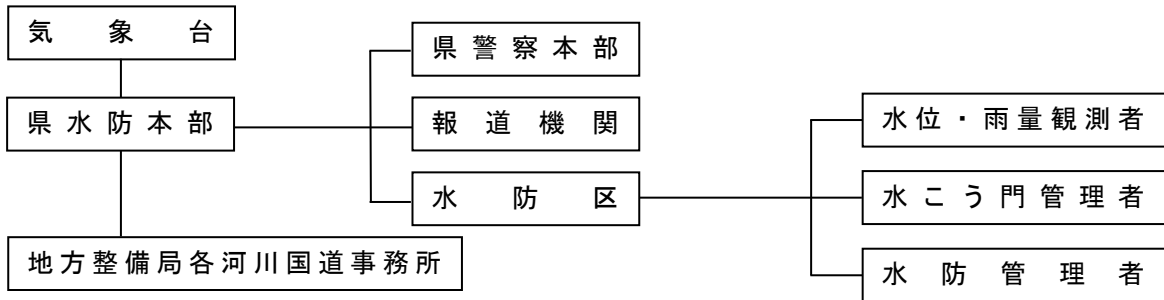 気象台
県水防本部
地方整備局各河川国道事務所
県警察本部
報道機関
水防区
水位・雨量観測者
水こう門管理者
水防管理者